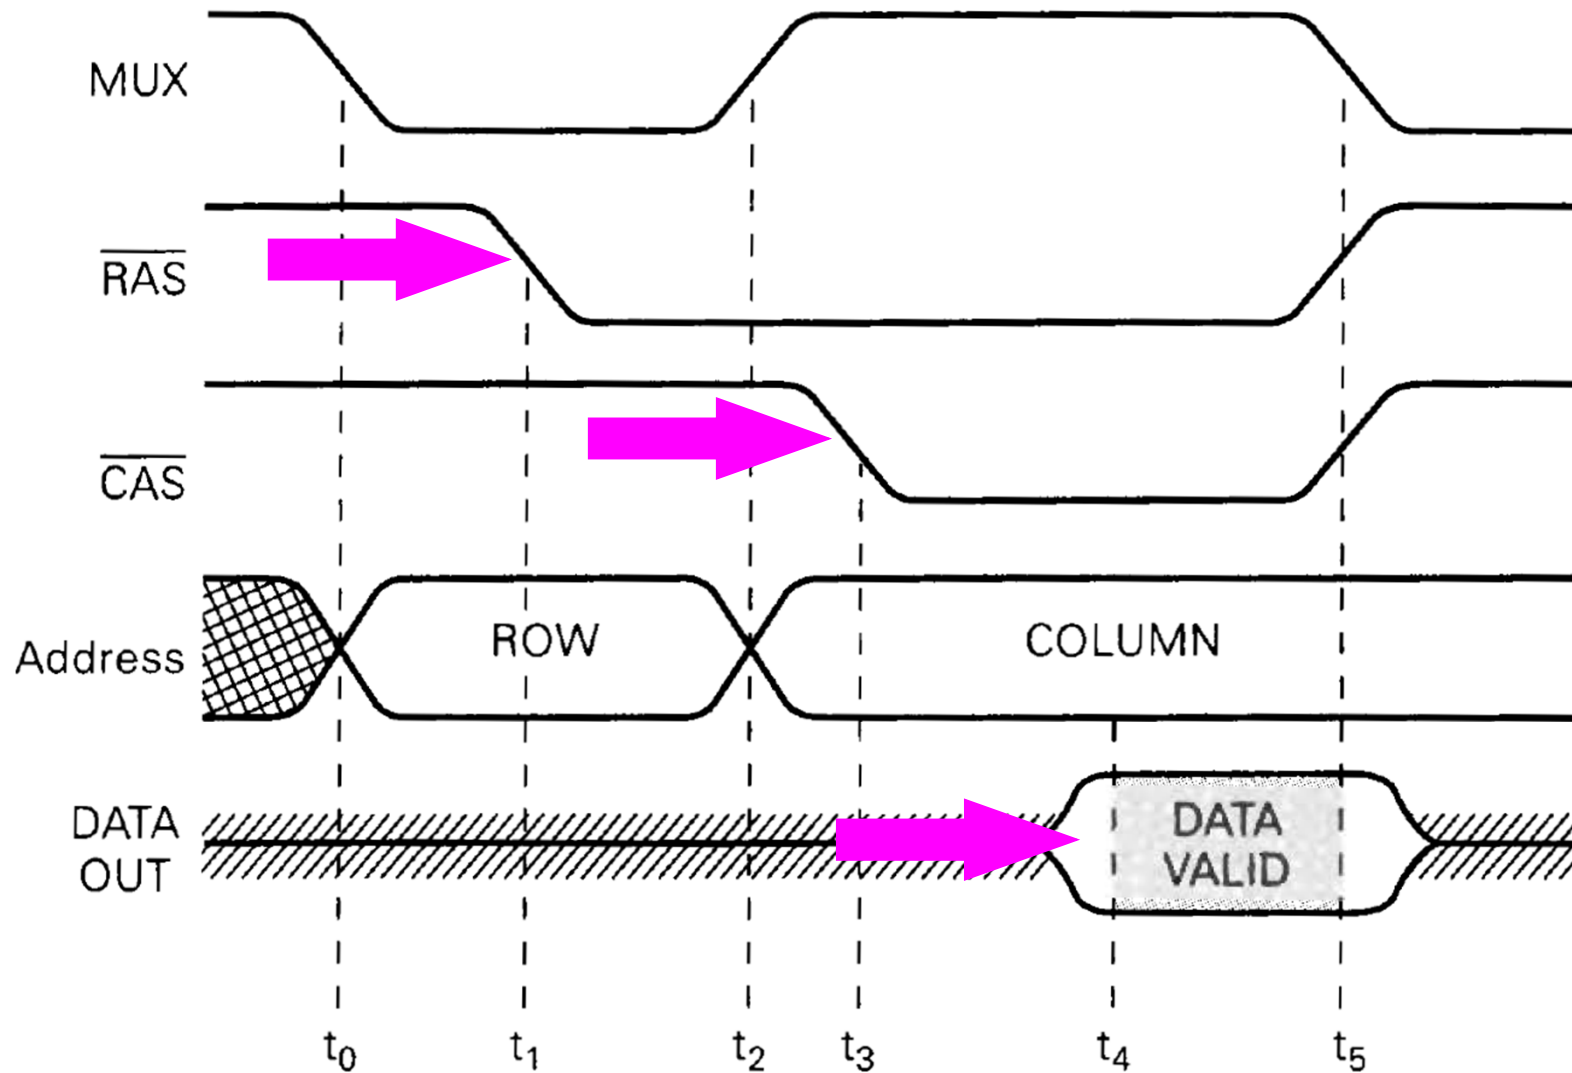 MUX
RAS
CAS
Address
ROW
COLUMN
DATA
OUT
DATA
VALID
t0
t1
t2
t3
t4
t5